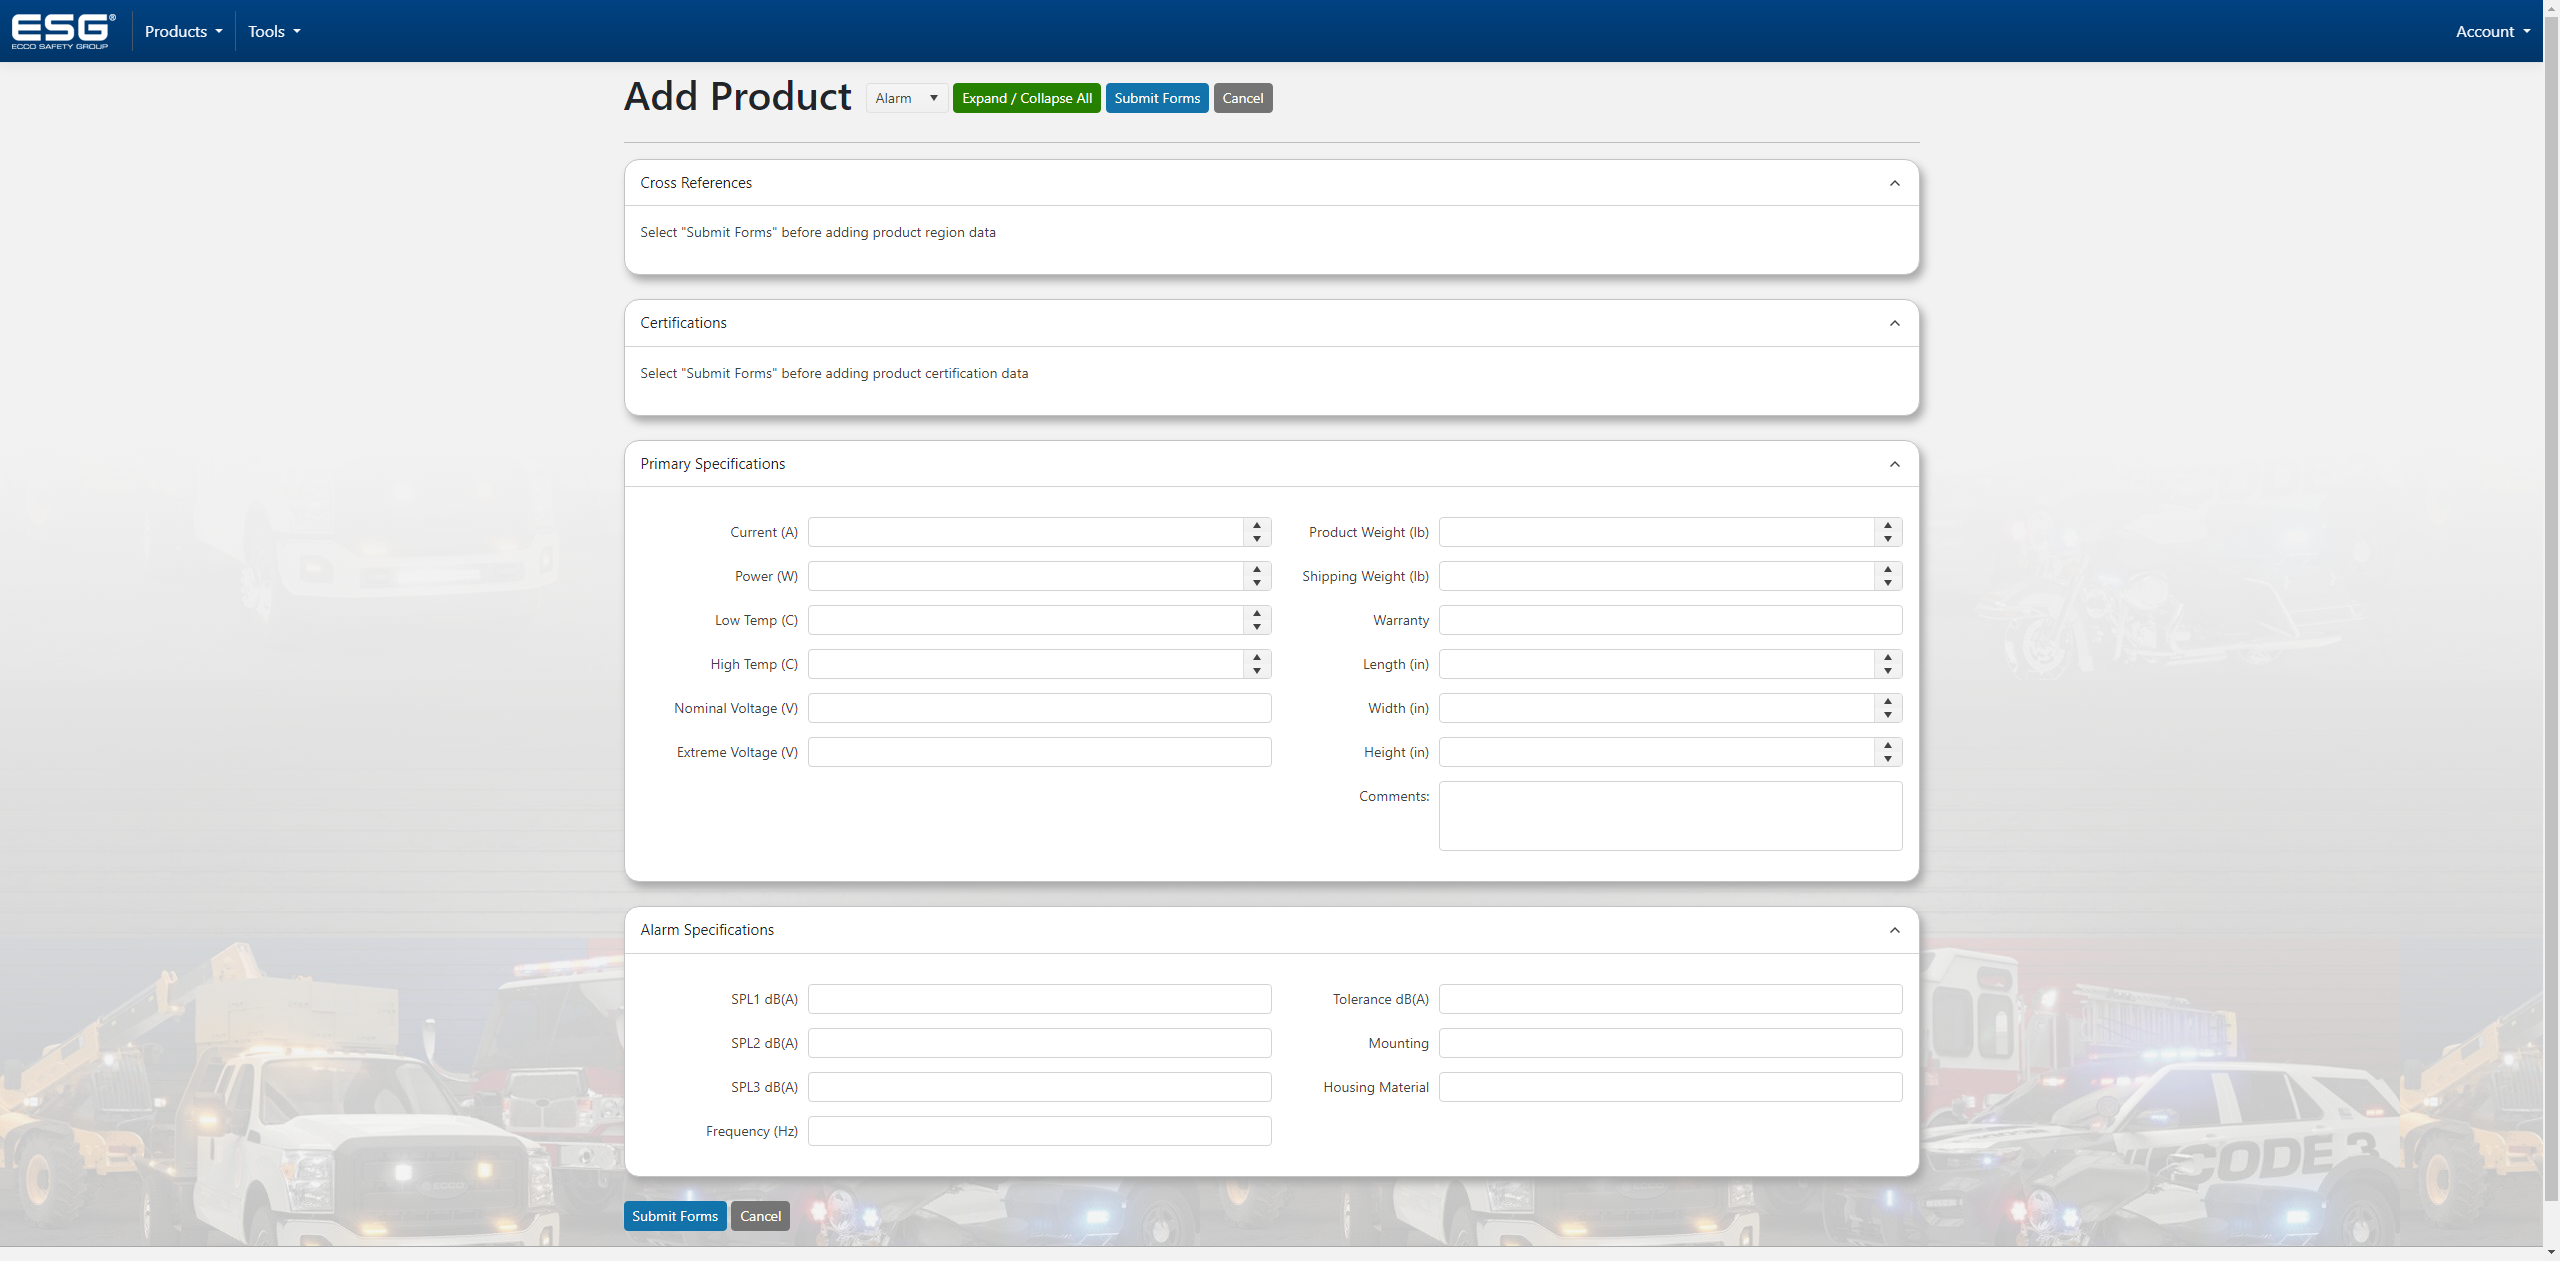 ESG®
ECCO SAFETY GROUP
Products
Tools
Account
Add Product
Alarm
Expand / Collapse All
Submit Forms
Cancel
Cross References
Select "Submit Forms" before adding product region data
Certifications
Select "Submit Forms" before adding product certification data
Primary Specifications
Current (A)
Product Weight (lb)
Power (W)
Shipping Weight (lb)
Low Temp (C)
Warranty
High Temp (C)
Length (in)
Nominal Voltage (V)
Width (in)
Extreme Voltage (V)
Height (in)
Comments:
Alarm Specifications
SPL1 dB(A)
Tolerance dB(A)
SPL2 dB(A)
Mounting
SPL3 dB(A)
Housing Material
Frequency (Hz)
Submit Forms
Cancel
ECCO
CODE 3